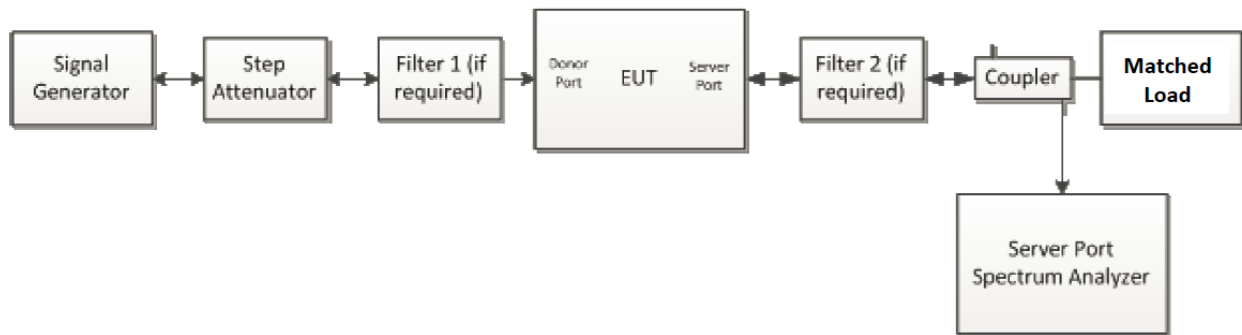 Signal
Generator
Step
Attenuator
Filter 1 (if
required)
Donor
Port
EUT
Server
Port
Filter 2 (if
required)
Coupler
Matched
Load
Server Port
Spectrum Analyzer